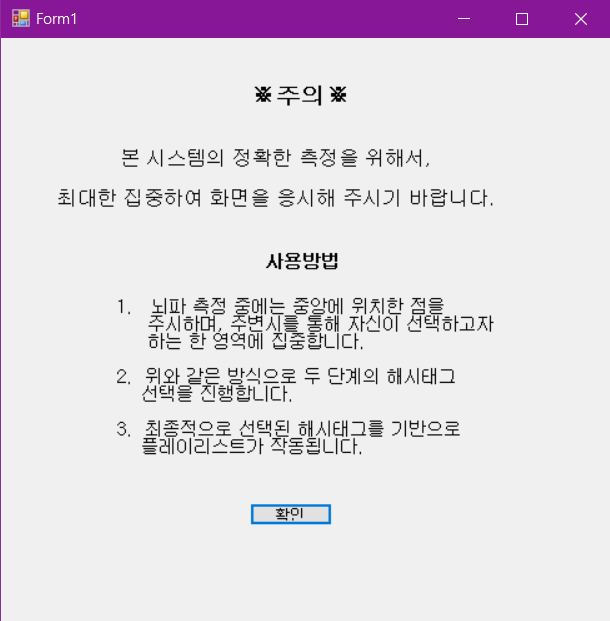 Form1
※주의※
본 시스템의 정확한 측정을 위해서,
최대한 집중하여 화면을 응시해 주시기 바랍니다.
사용방법
1. 뇌파 측정 중에는 중앙에 위치한 점을
주시하며, 주변시를 통해 자신이 선택하고자
하는 한 영역에 집중합니다.
2. 위와 같은 방식으로 두 단계의 해시태그
선택을 진행합니다.
3. 최종적으로 선택된 해시태그를 기반으로
플레이리스트가 작동됩니다.
확인